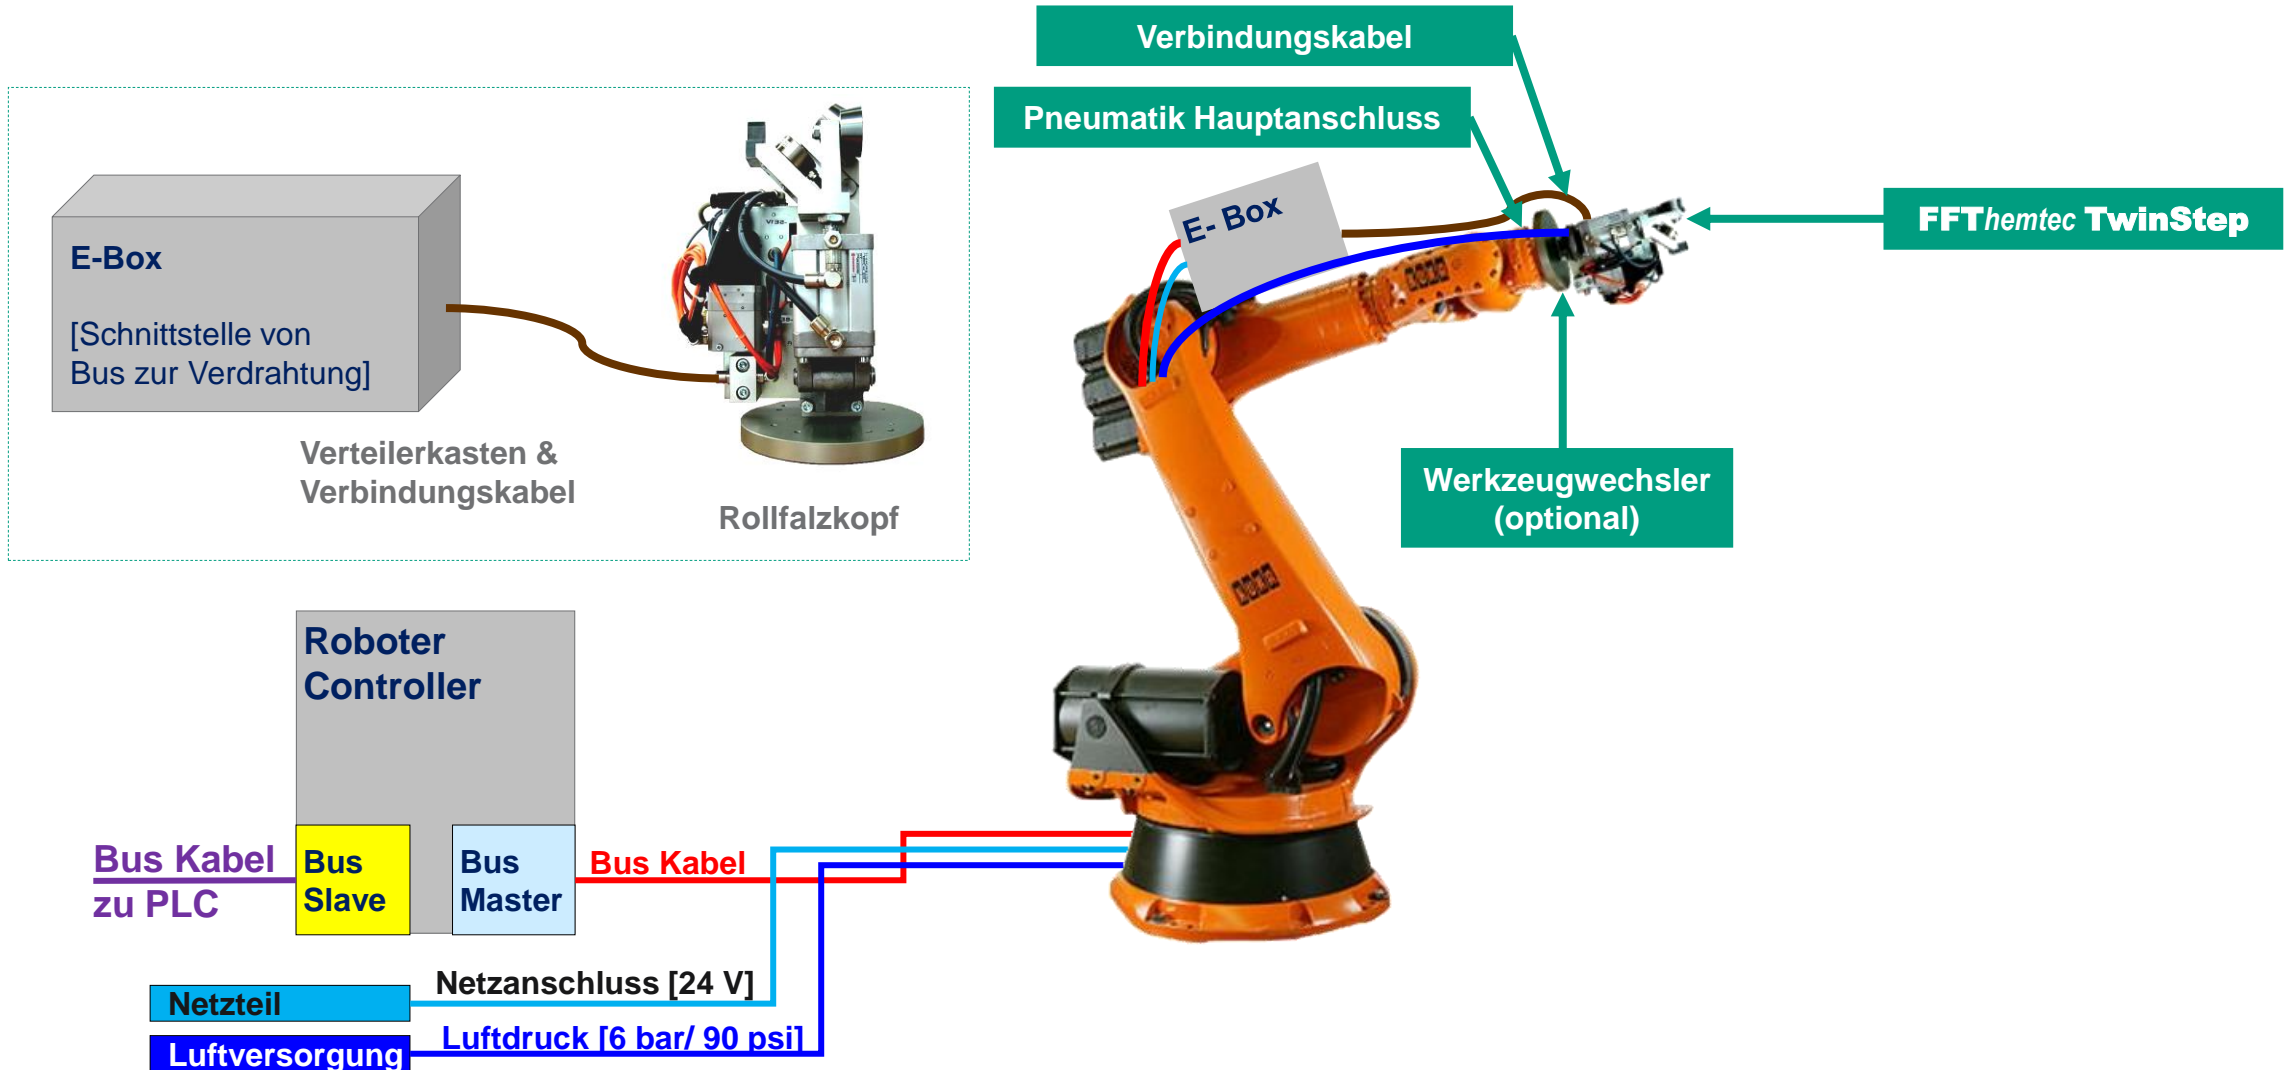 Verbindungskabel
Pneumatik Hauptanschluss
E-Box
[Schnittstelle von
Bus zur Verdrahtung]
Verteilerkasten &
Verbindungskabel
Rollfalzkopf
E- Box
FFThemtec TwinStep
Werkzeugwechsler
(optional)
Roboter
Controller
Bus Kabel
zu PLC
Bus
Slave
Bus
Master
Bus Kabel
Netzteil
Netzanschluss [24 V]
Luftversorgung
Luftdruck [6 bar/ 90 psi]